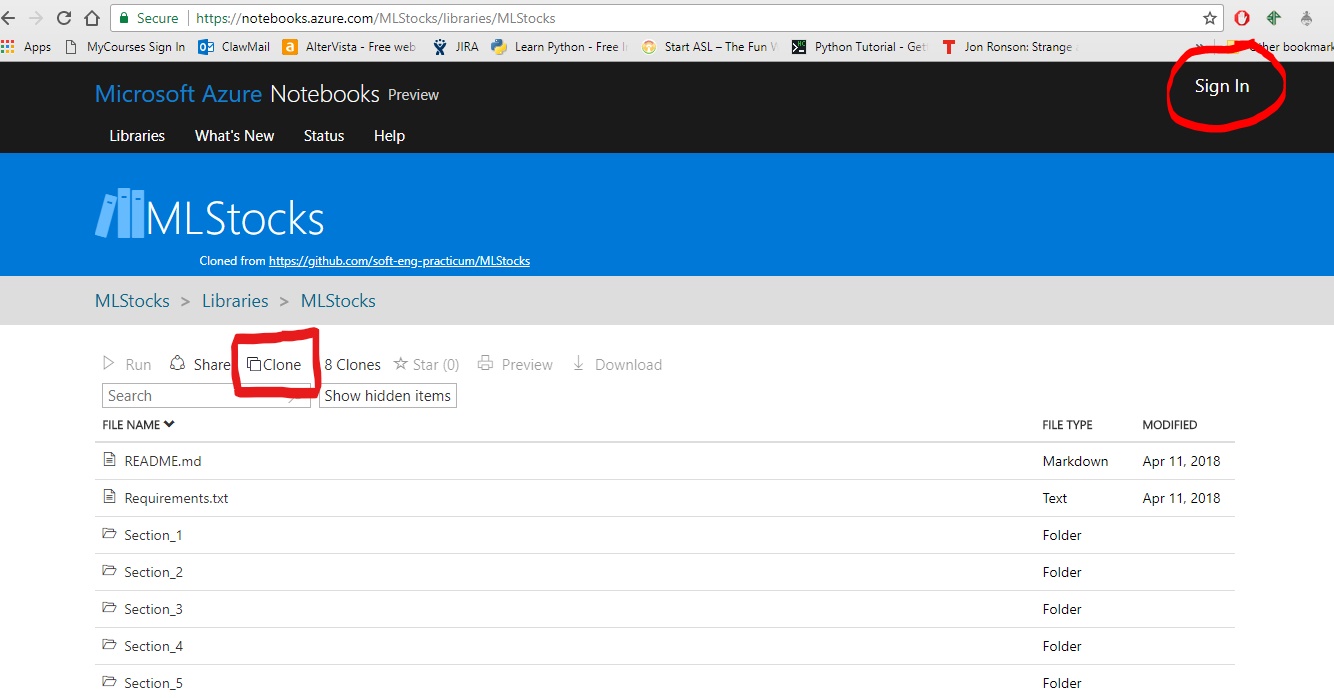 Secure https://notebooks.azure.com/MLStocks/libraries/MLStocks
Apps MyCourses Sign In ClawMail AlterVista - Free web JIRA Learn Python - Free Start ASL – The Fun Python Tutorial - Get Jon Ronson: Strange » Other bookmark
Microsoft Azure Notebooks Preview
Sign In
Libraries What's New Status Help
MLStocks
Cloned from https://github.com/soft-eng-practicum/MLStocks
MLStocks > Libraries > MLStocks
Run Share Clone 8 Clones Star (0) Preview Download
Search Show hidden items
FILE NAME FILE TYPE MODIFIED
README.md Markdown Apr 11, 2018
Requirements.txt Text Apr 11, 2018
Section_1 Folder
Section_2 Folder
Section_3 Folder
Section_4 Folder
Section_5 Folder